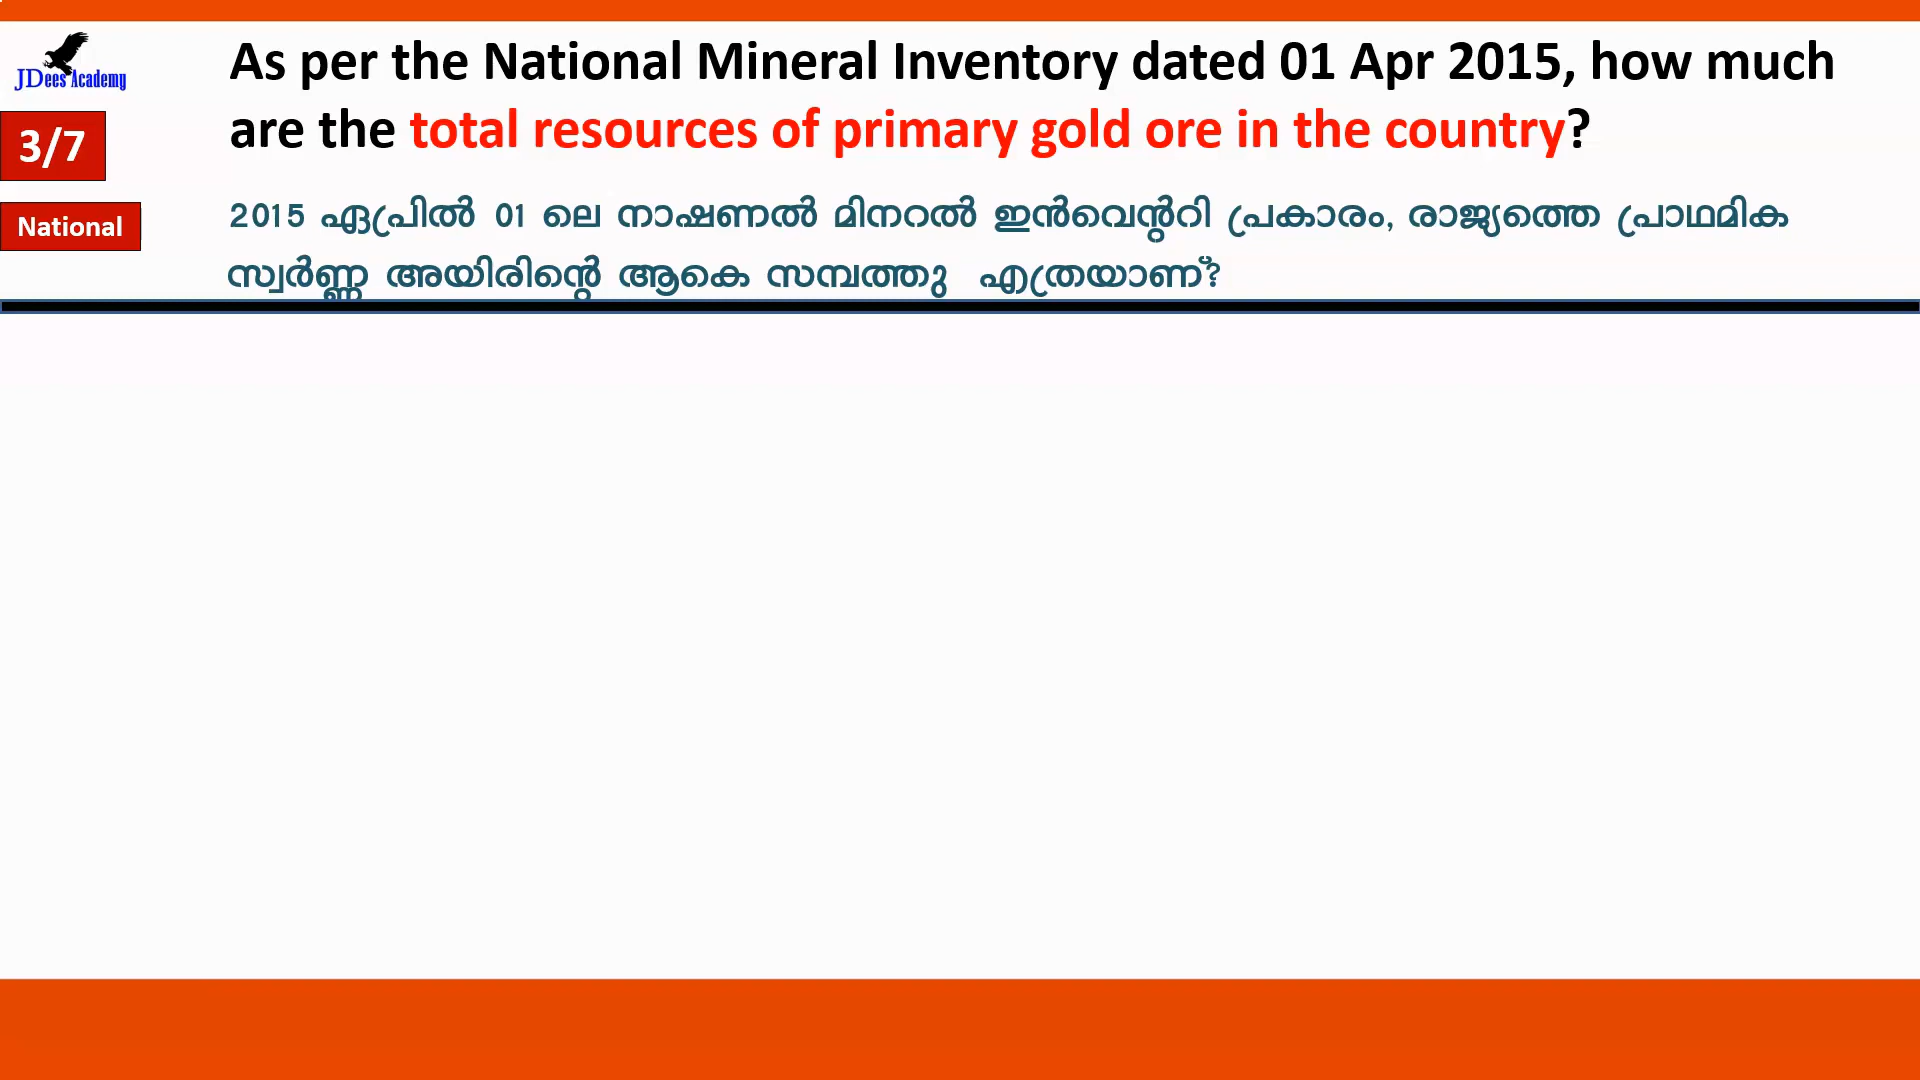 JDees Academy
As per the National Mineral Inventory dated 01 Apr 2015, how much
are the total resources of primary gold ore in the country?
3/7
National
2015 ഏപ്രിൽ 01 ലെ നാഷണൽ മിനറൽ ഇൻവെന്ററി പ്രകാരം, രാജ്യത്തെ പ്രാഥമിക
സ്വർണ്ണ അയിരിന്റെ ആകെ സമ്പത്തു എത്രയാണ്?